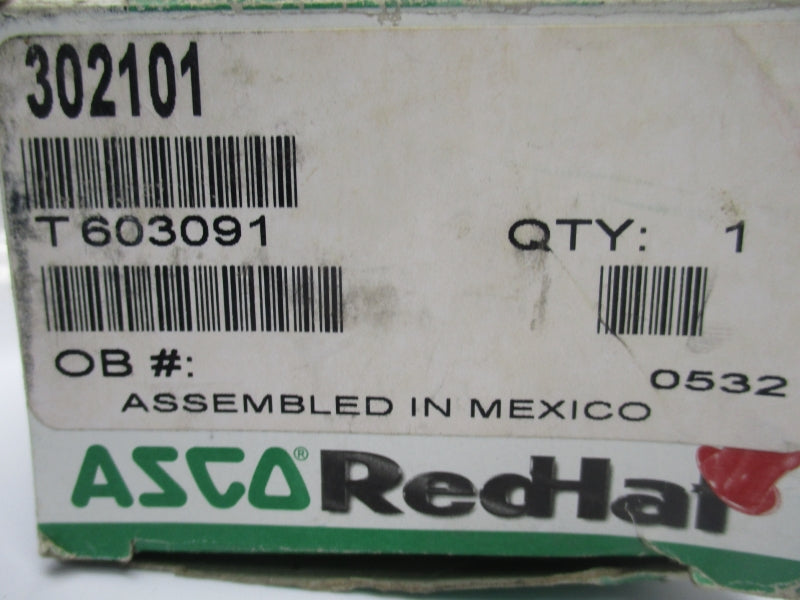 302101
T603091
QTY: 1
OB #:
0532
ASSEMBLED IN MEXICO
ASCO® RedHat